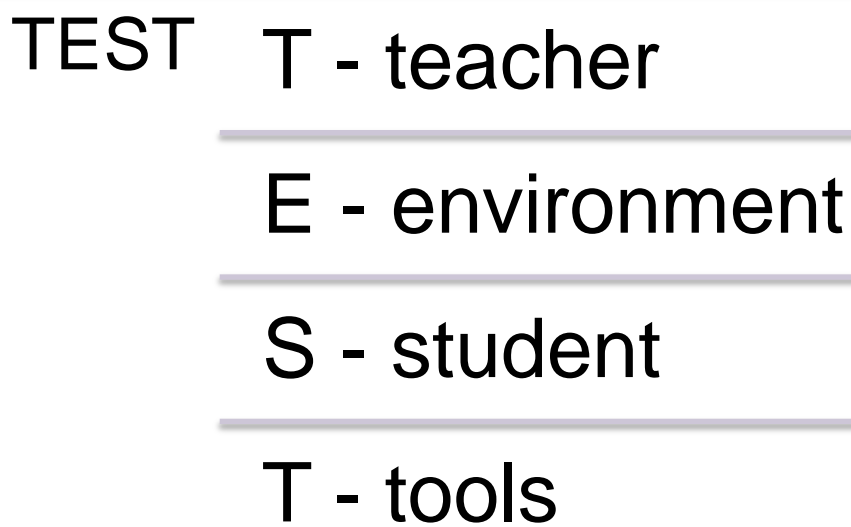 TEST
T - teacher
E - environment
S - student
T - tools